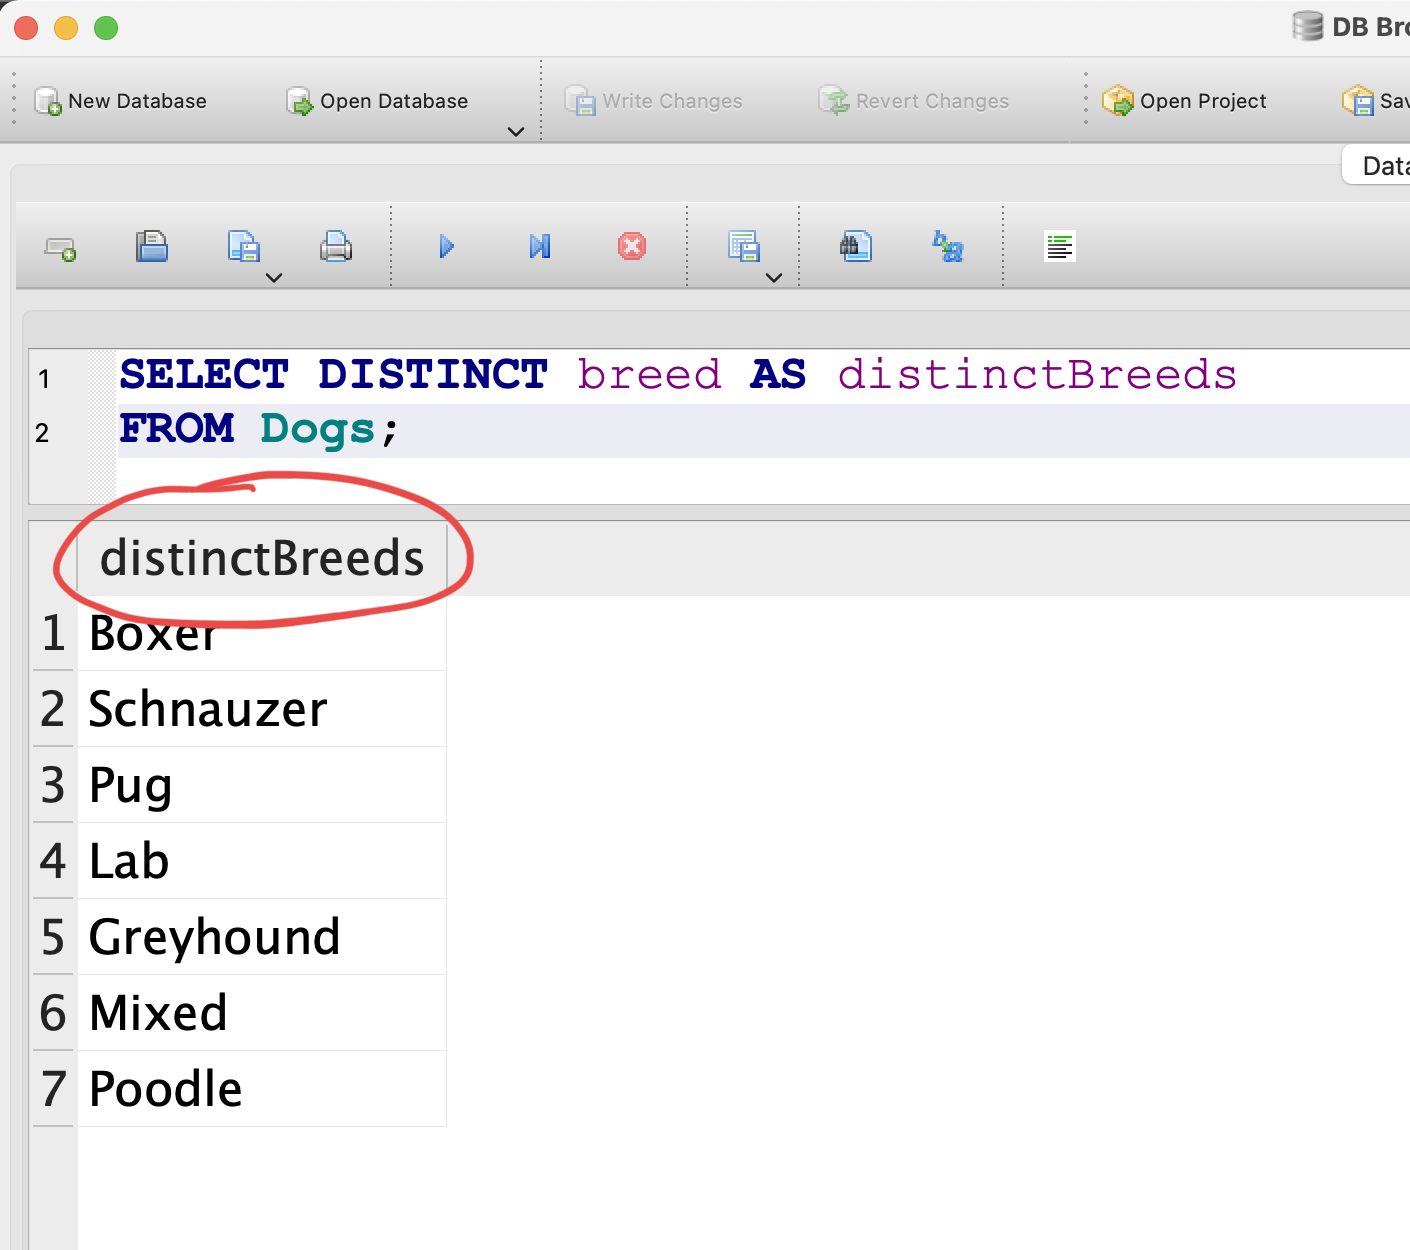 DB Bro
New Database Open Database Write Changes Revert Changes Open Project Sav
Data
1 SELECT DISTINCT breed AS distinctBreeds
2 FROM Dogs;
distinctBreeds
1 Boxer
2 Schnauzer
3 Pug
4 Lab
5 Greyhound
6 Mixed
7 Poodle